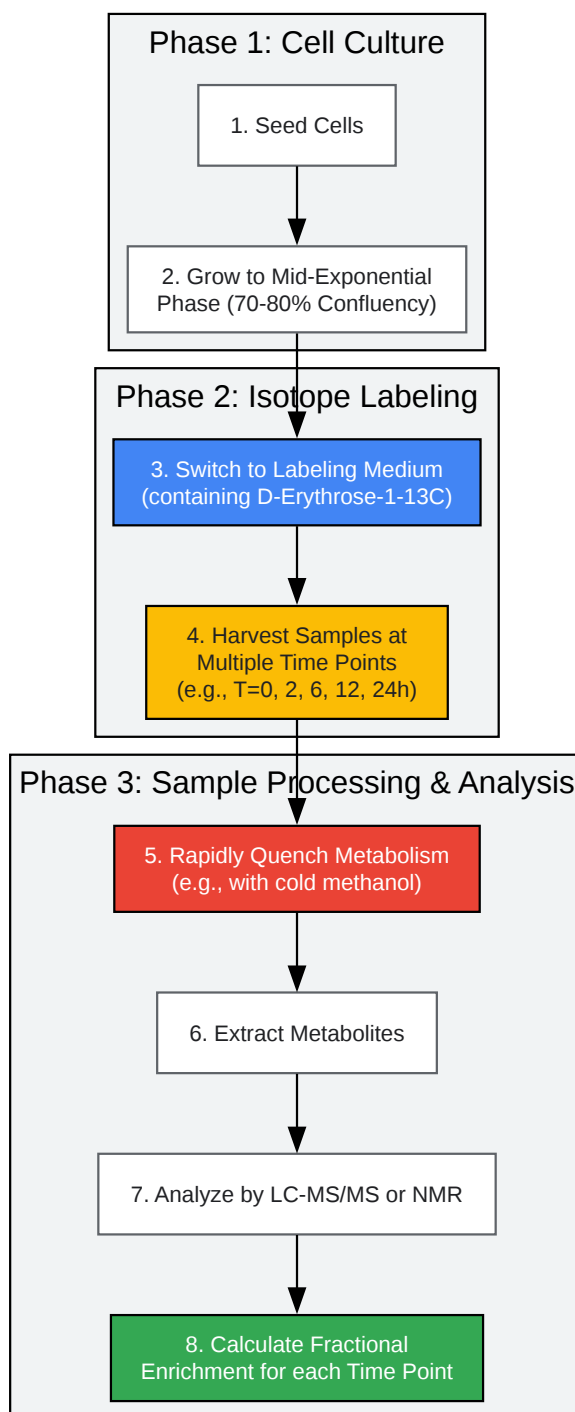 Phase 1: Cell Culture
1. Seed Cells
2. Grow to Mid-Exponential
Phase (70-80% Confluency)
Phase 2: Isotope Labeling
3. Switch to Labeling Medium
(containing D-Erythrose-1-13C)
4. Harvest Samples at
Multiple Time Points
(e.g., T=0, 2, 6, 12, 24h)
Phase 3: Sample Processing & Analysis
5. Rapidly Quench Metabolism
(e.g., with cold methanol)
6. Extract Metabolites
7. Analyze by LC-MS/MS or NMR
8. Calculate Fractional
Enrichment for each Time Point